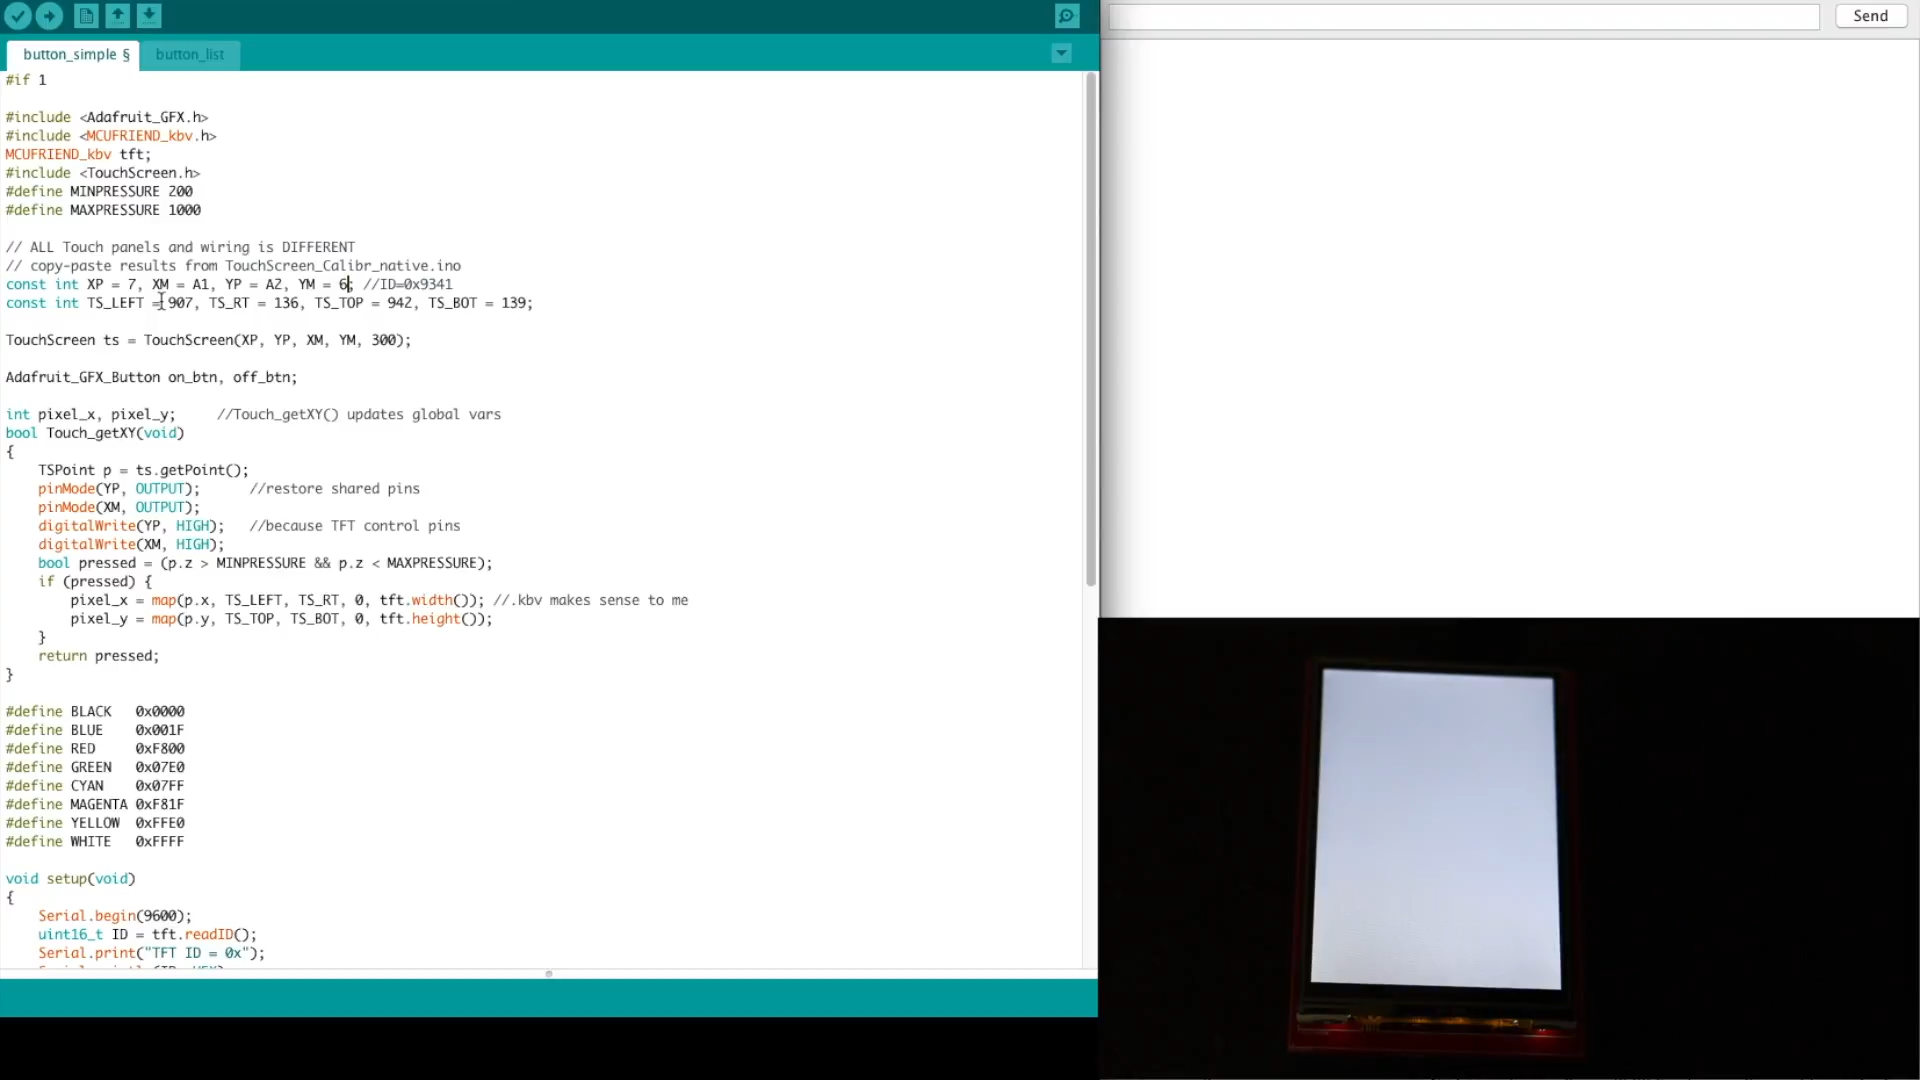 Send
button_simple §
button_list
#if 1
#include <Adafruit_GFX.h>
#include <MCUFRIEND_kbv.h>
MCUFRIEND_kbv tft;
#include <TouchScreen.h>
#define MINPRESSURE 200
#define MAXPRESSURE 1000
// ALL Touch panels and wiring is DIFFERENT
// copy-paste results from TouchScreen_Calibr_native.ino
const int XP = 7, XM = A1, YP = A2, YM = 6; //ID=0x9341
const int TS_LEFT = 907, TS_RT = 136, TS_TOP = 942, TS_BOT = 139;
TouchScreen ts = TouchScreen(XP, YP, XM, YM, 300);
Adafruit_GFX_Button on_btn, off_btn;
int pixel_x, pixel_y;     //Touch_getXY() updates global vars
bool Touch_getXY(void)
{
    TSPoint p = ts.getPoint();
    pinMode(YP, OUTPUT);      //restore shared pins
    pinMode(XM, OUTPUT);
    digitalWrite(YP, HIGH);   //because TFT control pins
    digitalWrite(XM, HIGH);
    bool pressed = (p.z > MINPRESSURE && p.z < MAXPRESSURE);
    if (pressed) {
        pixel_x = map(p.x, TS_LEFT, TS_RT, 0, tft.width()); //.kbv makes sense to me
        pixel_y = map(p.y, TS_TOP, TS_BOT, 0, tft.height());
    }
    return pressed;
}
#define BLACK   0x0000
#define BLUE    0x001F
#define RED     0xF800
#define GREEN   0x07E0
#define CYAN    0x07FF
#define MAGENTA 0xF81F
#define YELLOW  0xFFE0
#define WHITE   0xFFFF
void setup(void)
{
    Serial.begin(9600);
    uint16_t ID = tft.readID();
    Serial.print("TFT ID = 0x");